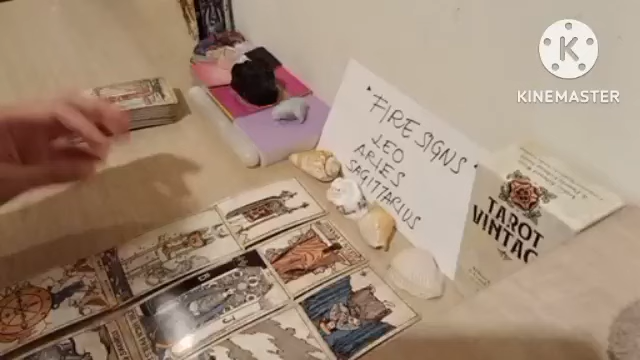 K
KINEMASTER
FIRE SIGNS
LEO
ARIES
SAGITTARIUS
TAROT
VINTAG